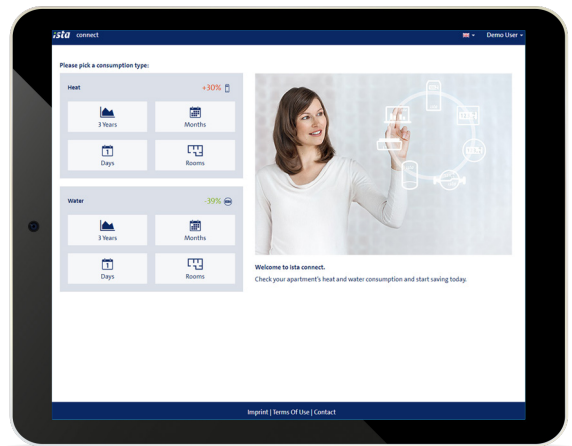 ista connect
Demo User
Please pick a consumption type:
Heat +30%
3 Years Months
1
Days Rooms
Water -39%
3 Years Months
1
Days Rooms
Welcome to ista connect.
Check your apartment's heat and water consumption and start saving today.
Imprint | Terms Of Use | Contact